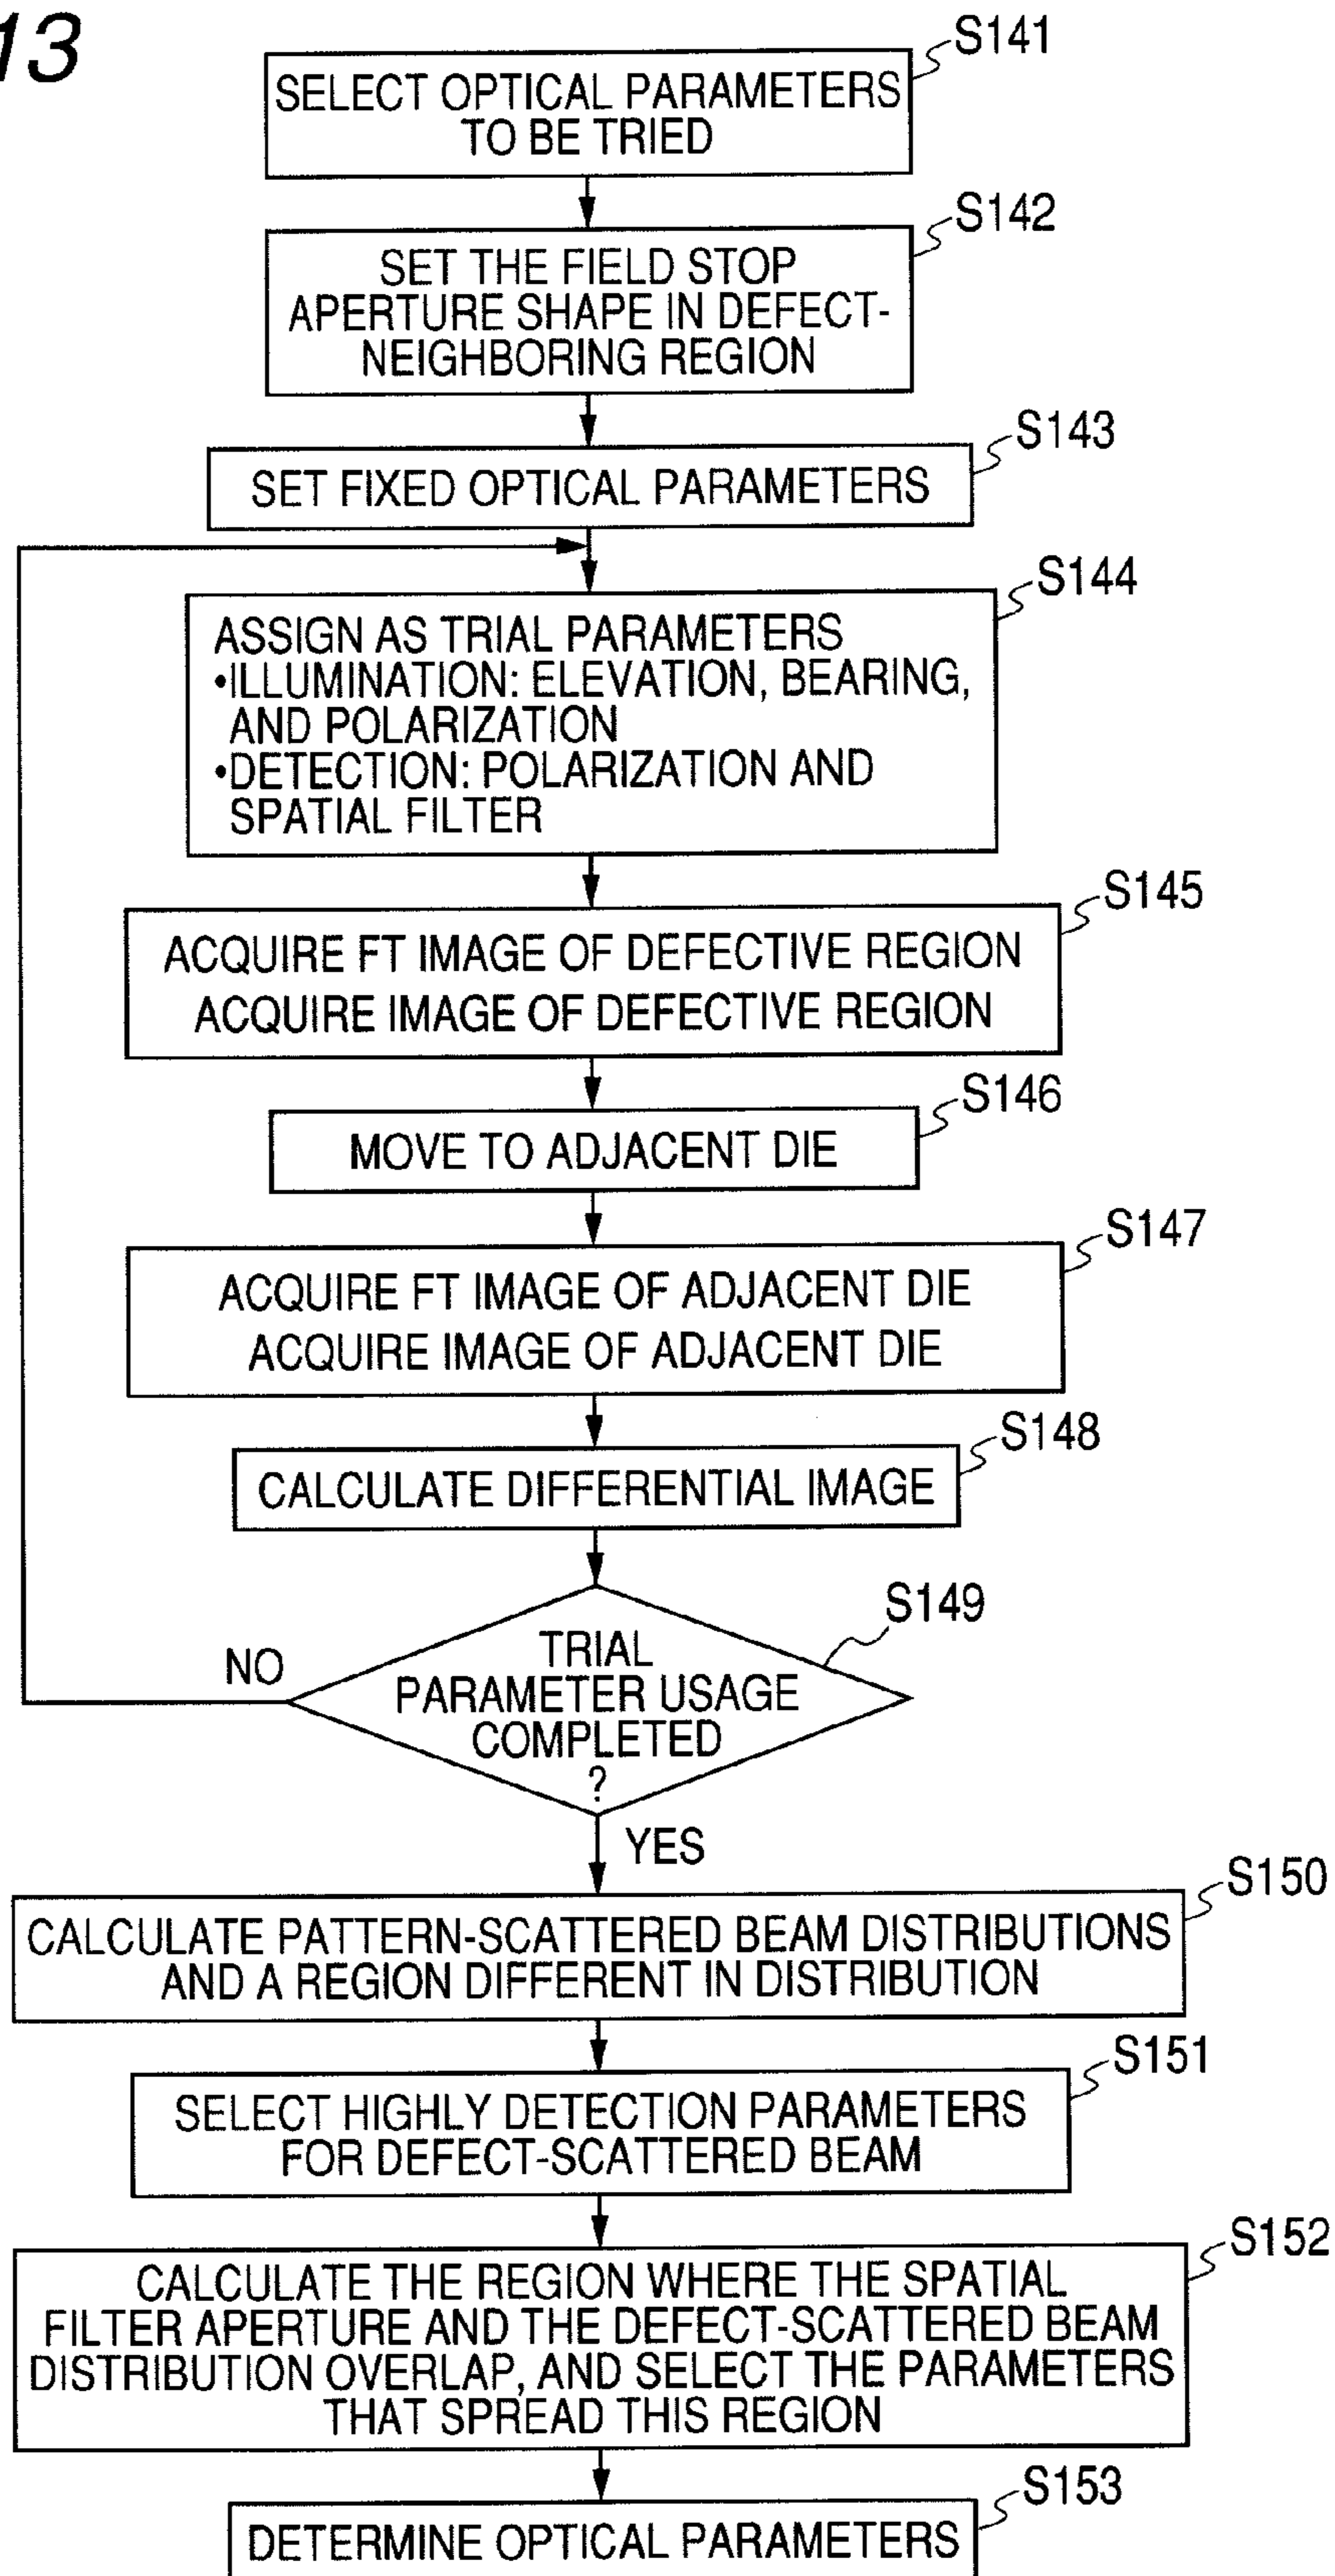 13
S141
SELECT OPTICAL PARAMETERS
TO BE TRIED
S142
SET THE FIELD STOP
APERTURE SHAPE IN DEFECT-
NEIGHBORING REGION
S143
SET FIXED OPTICAL PARAMETERS
S144
ASSIGN AS TRIAL PARAMETERS
•ILLUMINATION: ELEVATION, BEARING,
AND POLARIZATION
•DETECTION: POLARIZATION AND
SPATIAL FILTER
S145
ACQUIRE FT IMAGE OF DEFECTIVE REGION
ACQUIRE IMAGE OF DEFECTIVE REGION
S146
MOVE TO ADJACENT DIE
S147
ACQUIRE FT IMAGE OF ADJACENT DIE
ACQUIRE IMAGE OF ADJACENT DIE
S148
CALCULATE DIFFERENTIAL IMAGE
S149
TRIAL
PARAMETER USAGE
COMPLETED
?
NO
YES
S150
CALCULATE PATTERN-SCATTERED BEAM DISTRIBUTIONS
AND A REGION DIFFERENT IN DISTRIBUTION
S151
SELECT HIGHLY DETECTION PARAMETERS
FOR DEFECT-SCATTERED BEAM
S152
CALCULATE THE REGION WHERE THE SPATIAL
FILTER APERTURE AND THE DEFECT-SCATTERED BEAM
DISTRIBUTION OVERLAP, AND SELECT THE PARAMETERS
THAT SPREAD THIS REGION
S153
DETERMINE OPTICAL PARAMETERS